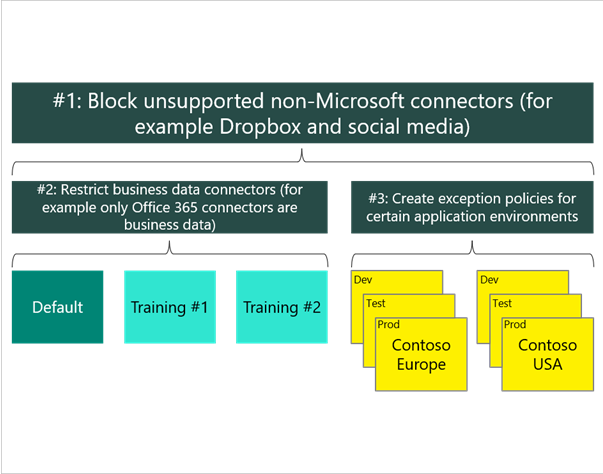 #1: Block unsupported non-Microsoft connectors (for
example Dropbox and social media)
#2: Restrict business data connectors (for
example only Office 365 connectors are
business data)
#3: Create exception policies for
certain application environments
Default
Training #1
Training #2
Dev
Test
Prod
Contoso
Europe
Dev
Test
Prod
Contoso
USA